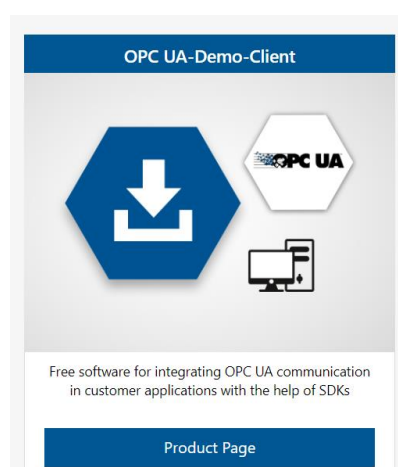 OPC UA-Demo-Client
OPC UA
Free software for integrating OPC UA communication
in customer applications with the help of SDKs
Product Page